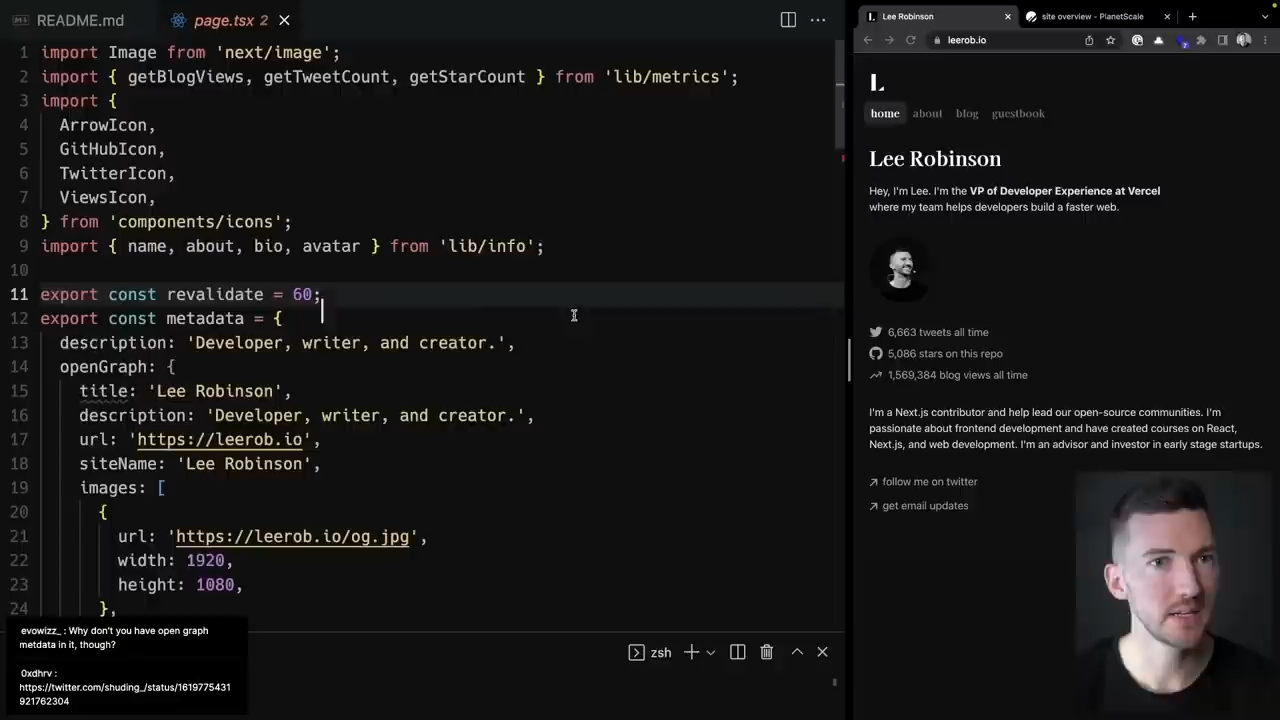 README.md
page.tsx 2
1 import Image from 'next/image';
2 import { getBlogViews, getTweetCount, getStarCount } from 'lib/metrics';
3 import {
4 ArrowIcon,
5 GitHubIcon,
6 TwitterIcon,
7 ViewsIcon,
8 } from 'components/icons';
9 import { name, about, bio, avatar } from 'lib/info';
10
11 export const revalidate = 60;
12 export const metadata = {
13 description: 'Developer, writer, and creator.',
14 openGraph: {
15 title: 'Lee Robinson',
16 description: 'Developer, writer, and creator.',
17 url: 'https://leerob.io',
18 siteName: 'Lee Robinson',
19 images: [
20 {
21 url: 'https://leerob.io/og.jpg',
22 width: 1920,
23 height: 1080,
24 },
evowizz_ : Why don't you have open graph
metdata in it, though?
0xdhrv :
https://twitter.com/shuding_/status/1619775431
921762304
zsh
Lee Robinson
site overview - PlanetScale
leerob.io
home about blog guestbook
Lee Robinson
Hey, I'm Lee. I'm the VP of Developer Experience at Vercel
where my team helps developers build a faster web.
6,663 tweets all time
5,086 stars on this repo
1,569,384 blog views all time
I'm a Next.js contributor and help lead our open-source communities. I'm
passionate about frontend development and have created courses on React,
Next.js, and web development. I'm an advisor and investor in early stage startups.
follow me on twitter
get email updates